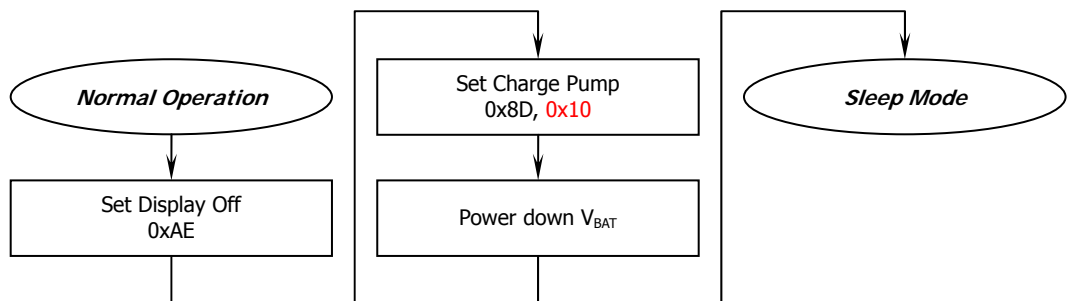 Normal Operation
Set Display Off
0xAE
Set Charge Pump
0x8D, 0x10
Power down VBAT
Sleep Mode